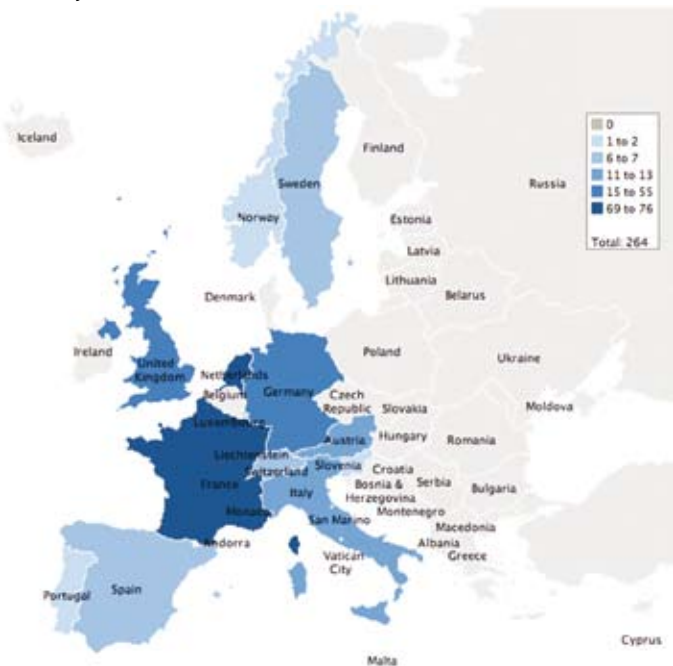 Iceland
Finland
Russia
Sweden
Norway
Estonia
Latvia
Lithuania
Belarus
Denmark
Ireland
United
Kingdom
Netherlands
Belgium
Germany
Poland
Ukraine
Czech
Republic
Slovakia
Moldova
Luxembourg
Austria
Hungary
Romania
Liechtenstein
Switzerland
Slovenia
Croatia
France
Italy
Bosnia &
Herzegovina
Serbia
Bulgaria
Monaco
San Marino
Montenegro
Macedonia
Andorra
Vatican
City
Albania
Greece
Portugal
Spain
Cyprus
Malta
0
1 to 2
6 to 7
11 to 13
15 to 55
69 to 76
Total: 264